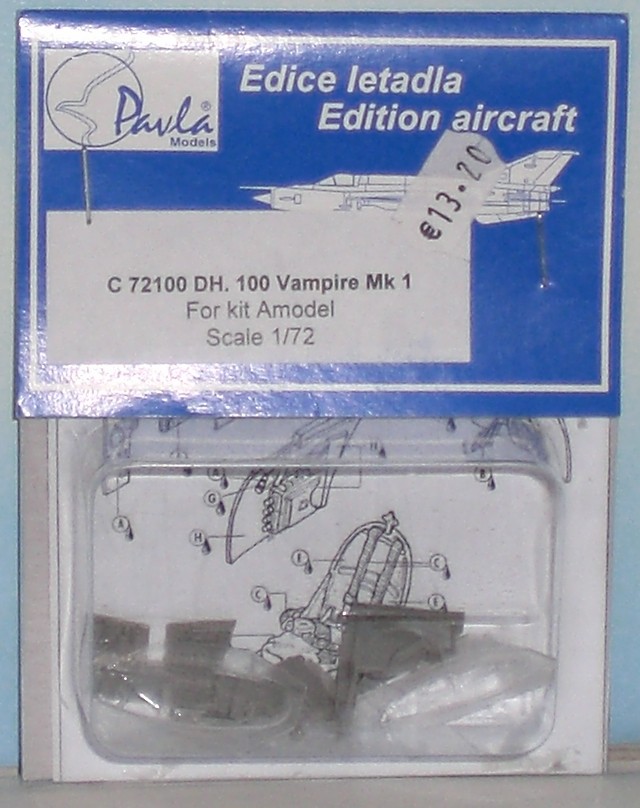 Pavla®
Models
Edice letadla
Edition aircraft
€13.20
C 72100 DH. 100 Vampire Mk 1
For kit Amodel
Scale 1/72
H
G
A
H
B
A
F
C
C
E